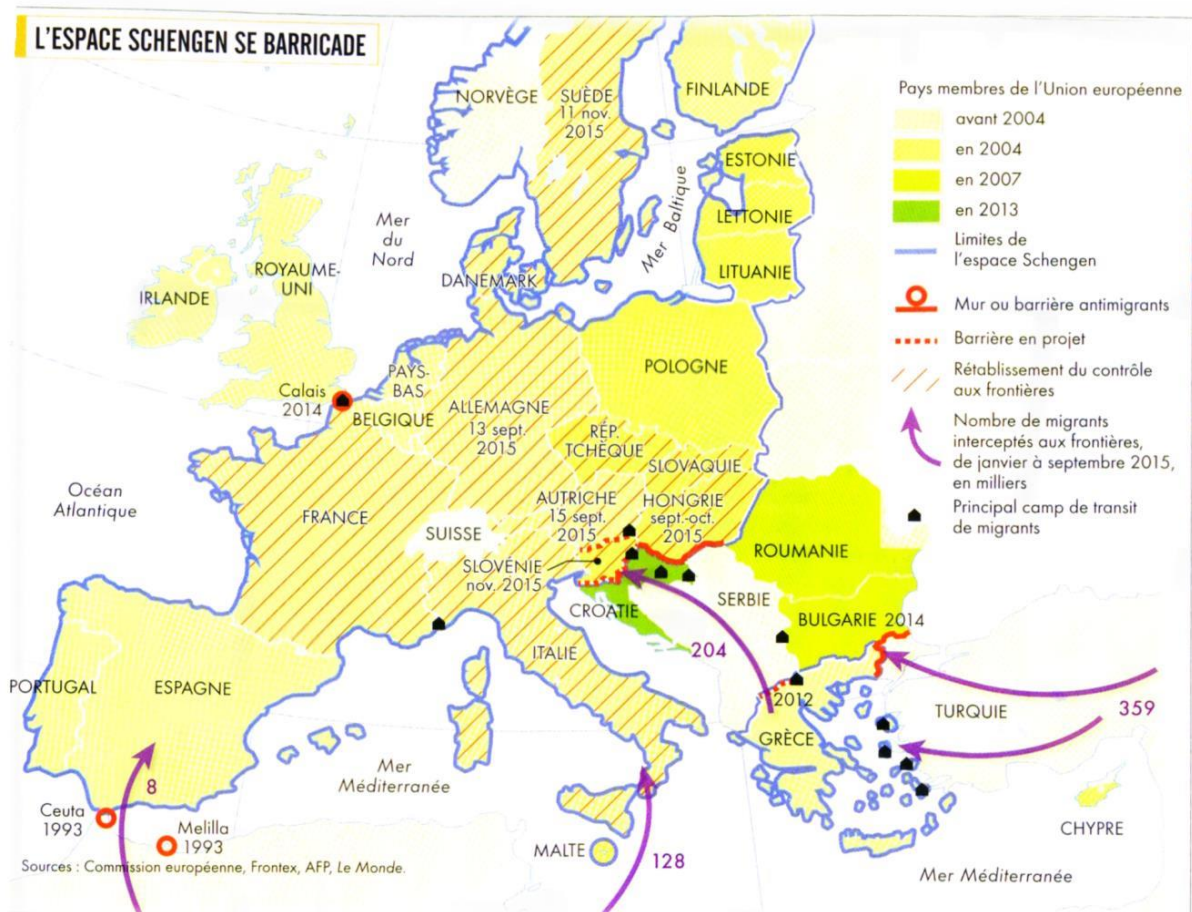 L'ESPACE SCHENGEN SE BARRICADE
Pays membres de l'Union européenne
avant 2004
en 2004
en 2007
en 2013
Limites de
l'espace Schengen
Mur ou barrière antimigrants
Barrière en projet
Rétablissement du contrôle
aux frontières
Nombre de migrants
interceptés aux frontières,
de janvier à septembre 2015,
en milliers
Principal camp de transit
de migrants
NORVÈGE
SUÈDE
11 nov.
2015
FINLANDE
ESTONIE
LETTONIE
LITUANIE
Mer Baltique
Mer
du Nord
DANEMARK
ROYAUME-
UNI
IRLANDE
PAYS-
BAS
Calais
2014
BELGIQUE
ALLEMAGNE
13 sept.
2015
POLOGNE
RÉP.
TCHÈQUE
SLOVAQUIE
Océan
Atlantique
FRANCE
SUISSE
AUTRICHE
15 sept.
2015
HONGRIE
sept.-oct.
2015
SLOVÉNIE
nov. 2015
ROUMANIE
CROATIE
SERBIE
BULGARIE 2014
ITALIE
204
2012
PORTUGAL
ESPAGNE
GRÈCE
TURQUIE
359
Mer
Méditerranée
8
Ceuta
1993
Melilla
1993
MALTE
128
CHYPRE
Mer Méditerranée
Sources : Commission européenne, Frontex, AFP, Le Monde.